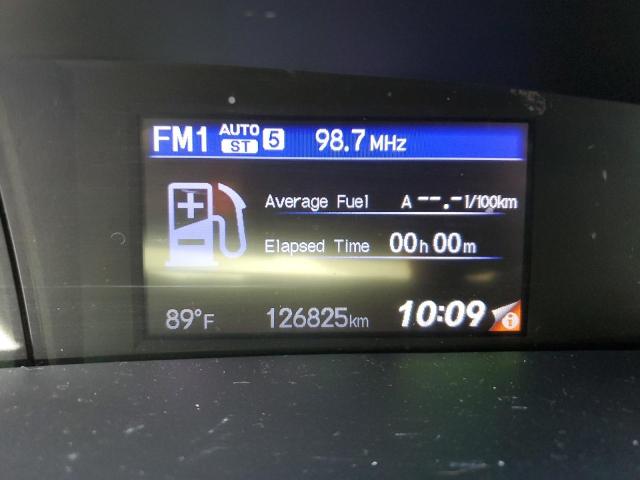 FM1 AUTO ST 5 98.7 MHz
Average Fuel A --.- l/100km
Elapsed Time 00h 00m
89°F 126825km 10:09 i